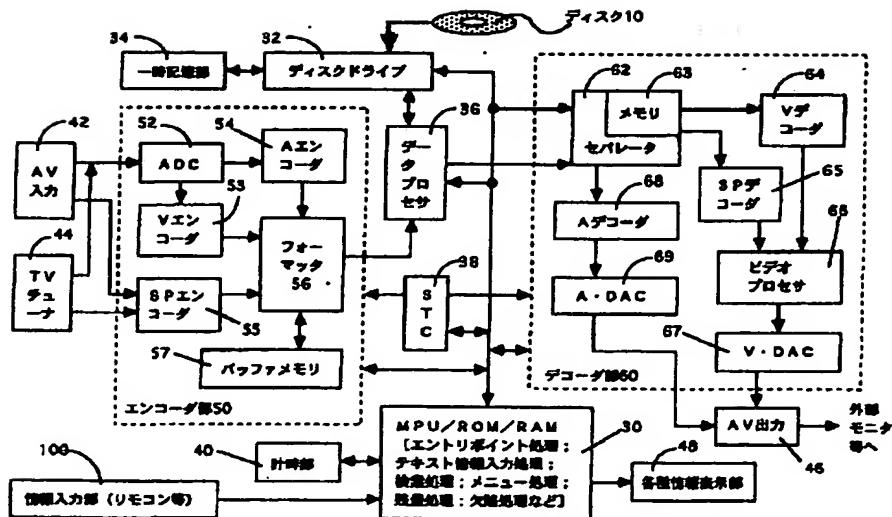 ディスク10
34
32
一時記憶部
ディスクドライブ
42
52
54
36
62
63
64
AV
入力
ADC
Aエン
コーダ
データ
プロセサ
メモリ
セパレータ
Vデ
コーダ
44
Vエン
コーダ
53
フォー
マッタ
56
68
Aデコーダ
SPデ
コーダ
65
TV
チューナ
SPエン
コーダ
55
38
STC
69
A・DAC
ビデオ
プロセサ
66
57
バッファメモリ
67
V・DAC
エンコーダ部50
デコーダ部60
MPU/ROM/RAM
[エントリポイント処理;
テキスト情報入力処理;
検索処理;メニュー処理;
残量処理;欠陥処理など]
30
AV出力
46
外部
モニタ
等へ
100
40
計時部
48
各種情報表示部
情報入力部(リモコン等)